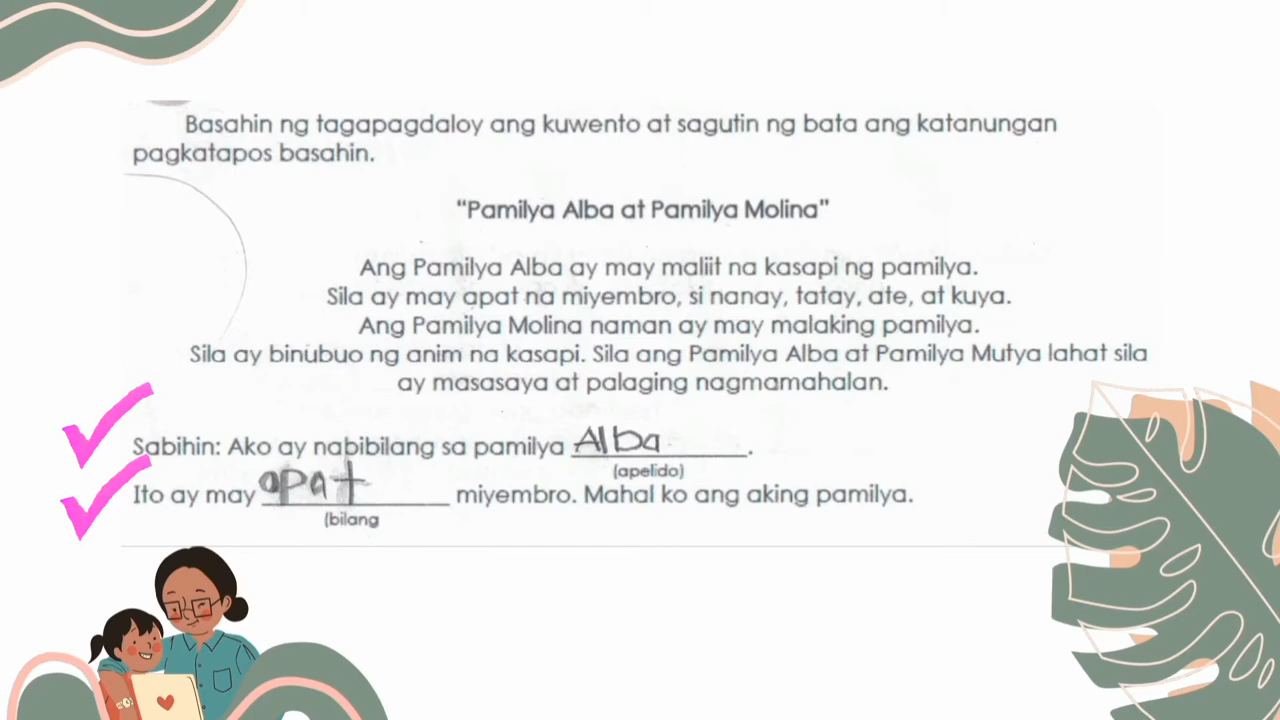 Basahin ng tagapagdaloy ang kuwento at sagutin ng bata ang katanungan
pagkatapos basahin.
"Pamilya Alba at Pamilya Molina"
Ang Pamilya Alba ay may maliit na kasapi ng pamilya.
Sila ay may apat na miyembro, si nanay, tatay, ate, at kuya.
Ang Pamilya Molina naman ay may malaking pamilya.
Sila ay binubuo ng anim na kasapi. Sila ang Pamilya Alba at Pamilya Mutya lahat sila
ay masasaya at palaging nagmamahalan.
Sabihin: Ako ay nabibilang sa pamilya Alba.
(apelido)
Ito ay may apat miyembro. Mahal ko ang aking pamilya.
(bilang